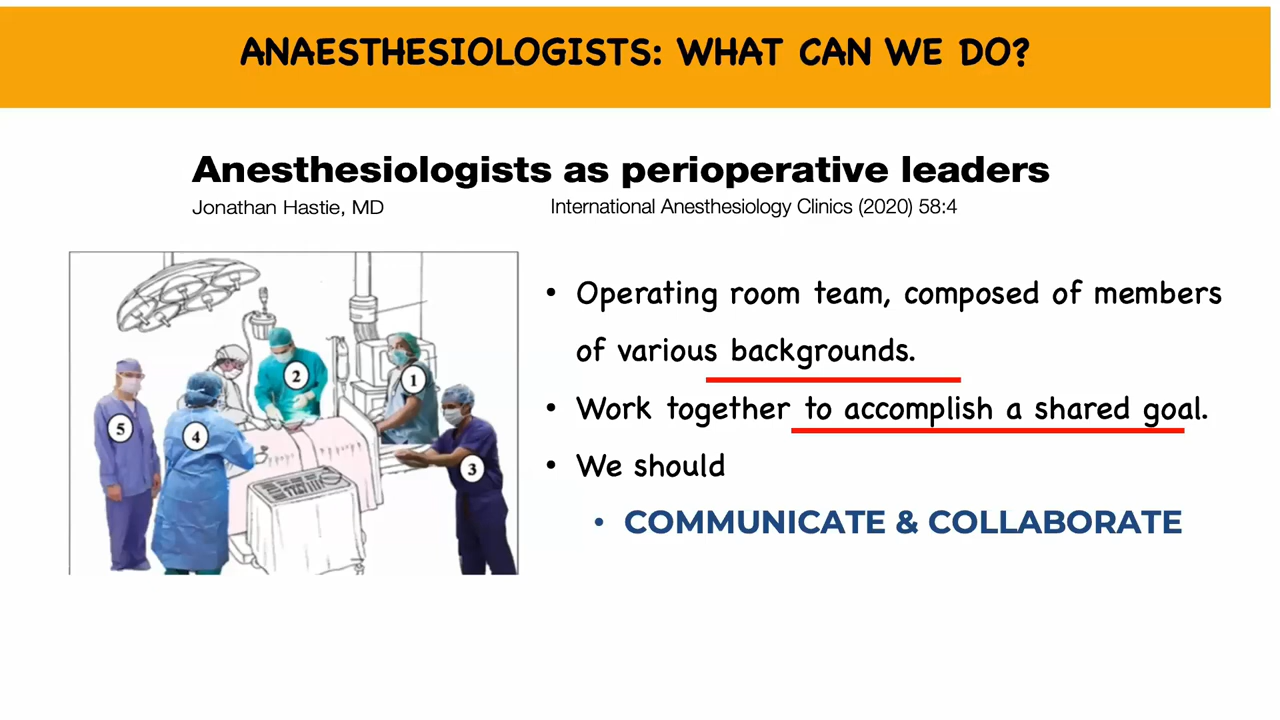 ANAESTHESIOLOGISTS: WHAT CAN WE DO?
Anesthesiologists as perioperative leaders
Jonathan Hastie, MD
International Anesthesiology Clinics (2020) 58:4
• Operating room team, composed of members
of various backgrounds.
• Work together to accomplish a shared goal.
• We should
• COMMUNICATE & COLLABORATE
2
1
5
4
3